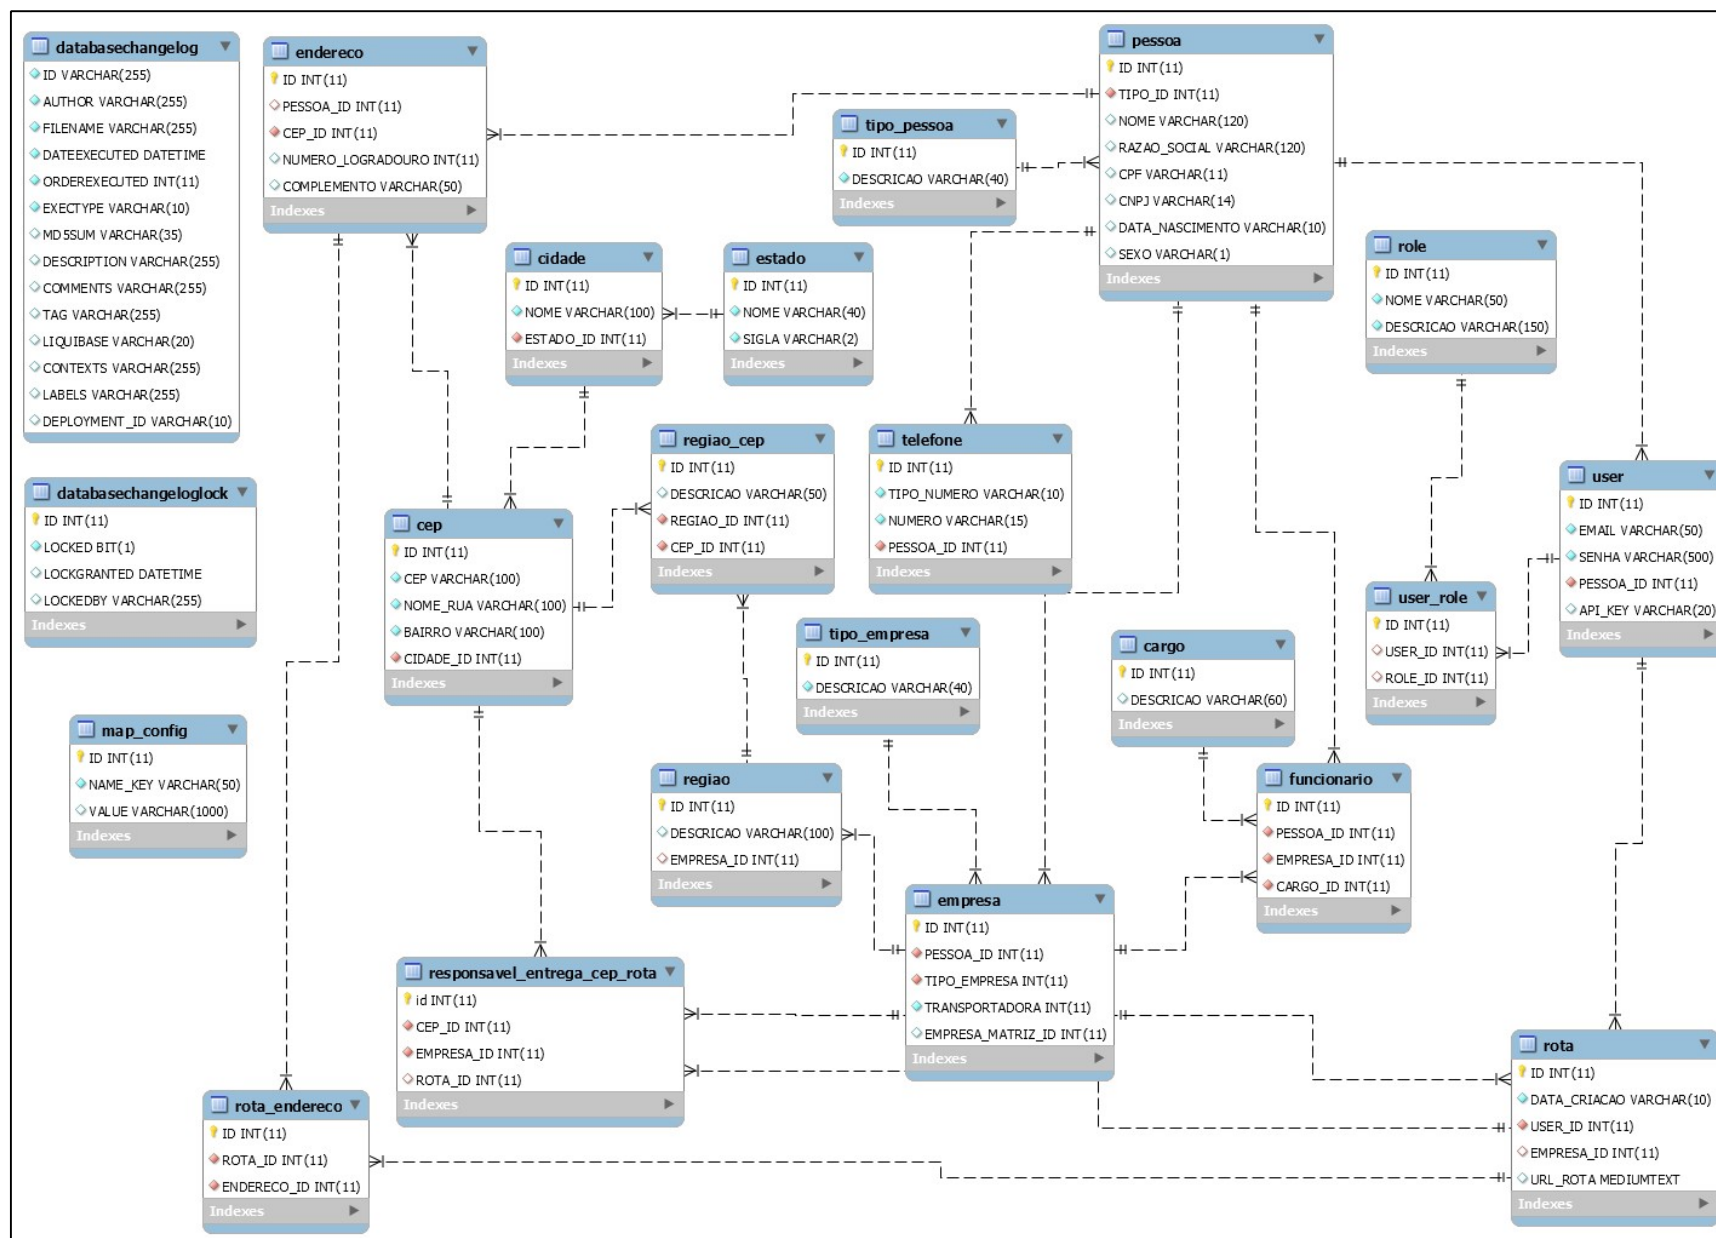 databasechangelog
ID VARCHAR(255)
AUTHOR VARCHAR(255)
FILENAME VARCHAR(255)
DATEEXECUTED DATETIME
ORDEREXECUTED INT(11)
EXECTYPE VARCHAR(10)
MD5SUM VARCHAR(35)
DESCRIPTION VARCHAR(255)
COMMENTS VARCHAR(255)
TAG VARCHAR(255)
LIQUIBASE VARCHAR(20)
CONTEXTS VARCHAR(255)
LABELS VARCHAR(255)
DEPLOYMENT_ID VARCHAR(10)
endereco
ID INT(11)
PESSOA_ID INT(11)
CEP_ID INT(11)
NUMERO_LOGRADOURO INT(11)
COMPLEMENTO VARCHAR(50)
Indexes
tipo_pessoa
ID INT(11)
DESCRICAO VARCHAR(40)
Indexes
pessoa
ID INT(11)
TIPO_ID INT(11)
NOME VARCHAR(120)
RAZAO_SOCIAL VARCHAR(120)
CPF VARCHAR(11)
CNPJ VARCHAR(14)
DATA_NASCIMENTO VARCHAR(10)
SEXO VARCHAR(1)
Indexes
cidade
ID INT(11)
NOME VARCHAR(100)
ESTADO_ID INT(11)
Indexes
estado
ID INT(11)
NOME VARCHAR(40)
SIGLA VARCHAR(2)
Indexes
role
ID INT(11)
NOME VARCHAR(50)
DESCRICAO VARCHAR(150)
Indexes
databasechangeloglock
ID INT(11)
LOCKED BIT(1)
LOCKGRANTED DATETIME
LOCKEDBY VARCHAR(255)
Indexes
cep
ID INT(11)
CEP VARCHAR(100)
NOME_RUA VARCHAR(100)
BAIRRO VARCHAR(100)
CIDADE_ID INT(11)
Indexes
regiao_cep
ID INT(11)
DESCRICAO VARCHAR(50)
REGIAO_ID INT(11)
CEP_ID INT(11)
Indexes
telefone
ID INT(11)
TIPO_NUMERO VARCHAR(10)
NUMERO VARCHAR(15)
PESSOA_ID INT(11)
Indexes
user
ID INT(11)
EMAIL VARCHAR(50)
SENHA VARCHAR(500)
PESSOA_ID INT(11)
API_KEY VARCHAR(20)
Indexes
user_role
ID INT(11)
USER_ID INT(11)
ROLE_ID INT(11)
Indexes
tipo_empresa
ID INT(11)
DESCRICAO VARCHAR(40)
Indexes
cargo
ID INT(11)
DESCRICAO VARCHAR(60)
Indexes
map_config
ID INT(11)
NAME_KEY VARCHAR(50)
VALUE VARCHAR(1000)
Indexes
regiao
ID INT(11)
DESCRICAO VARCHAR(100)
EMPRESA_ID INT(11)
Indexes
funcionario
ID INT(11)
PESSOA_ID INT(11)
EMPRESA_ID INT(11)
CARGO_ID INT(11)
Indexes
empresa
ID INT(11)
PESSOA_ID INT(11)
TIPO_EMPRESA INT(11)
TRANSPORTADORA INT(11)
EMPRESA_MATRIZ_ID INT(11)
Indexes
responsavel_entrega_cep_rota
id INT(11)
CEP_ID INT(11)
EMPRESA_ID INT(11)
ROTA_ID INT(11)
Indexes
rota
ID INT(11)
DATA_CRIACAO VARCHAR(10)
USER_ID INT(11)
EMPRESA_ID INT(11)
URL_ROTA MEDIUMTEXT
Indexes
rota_endereco
ID INT(11)
ROTA_ID INT(11)
ENDERECO_ID INT(11)
Indexes